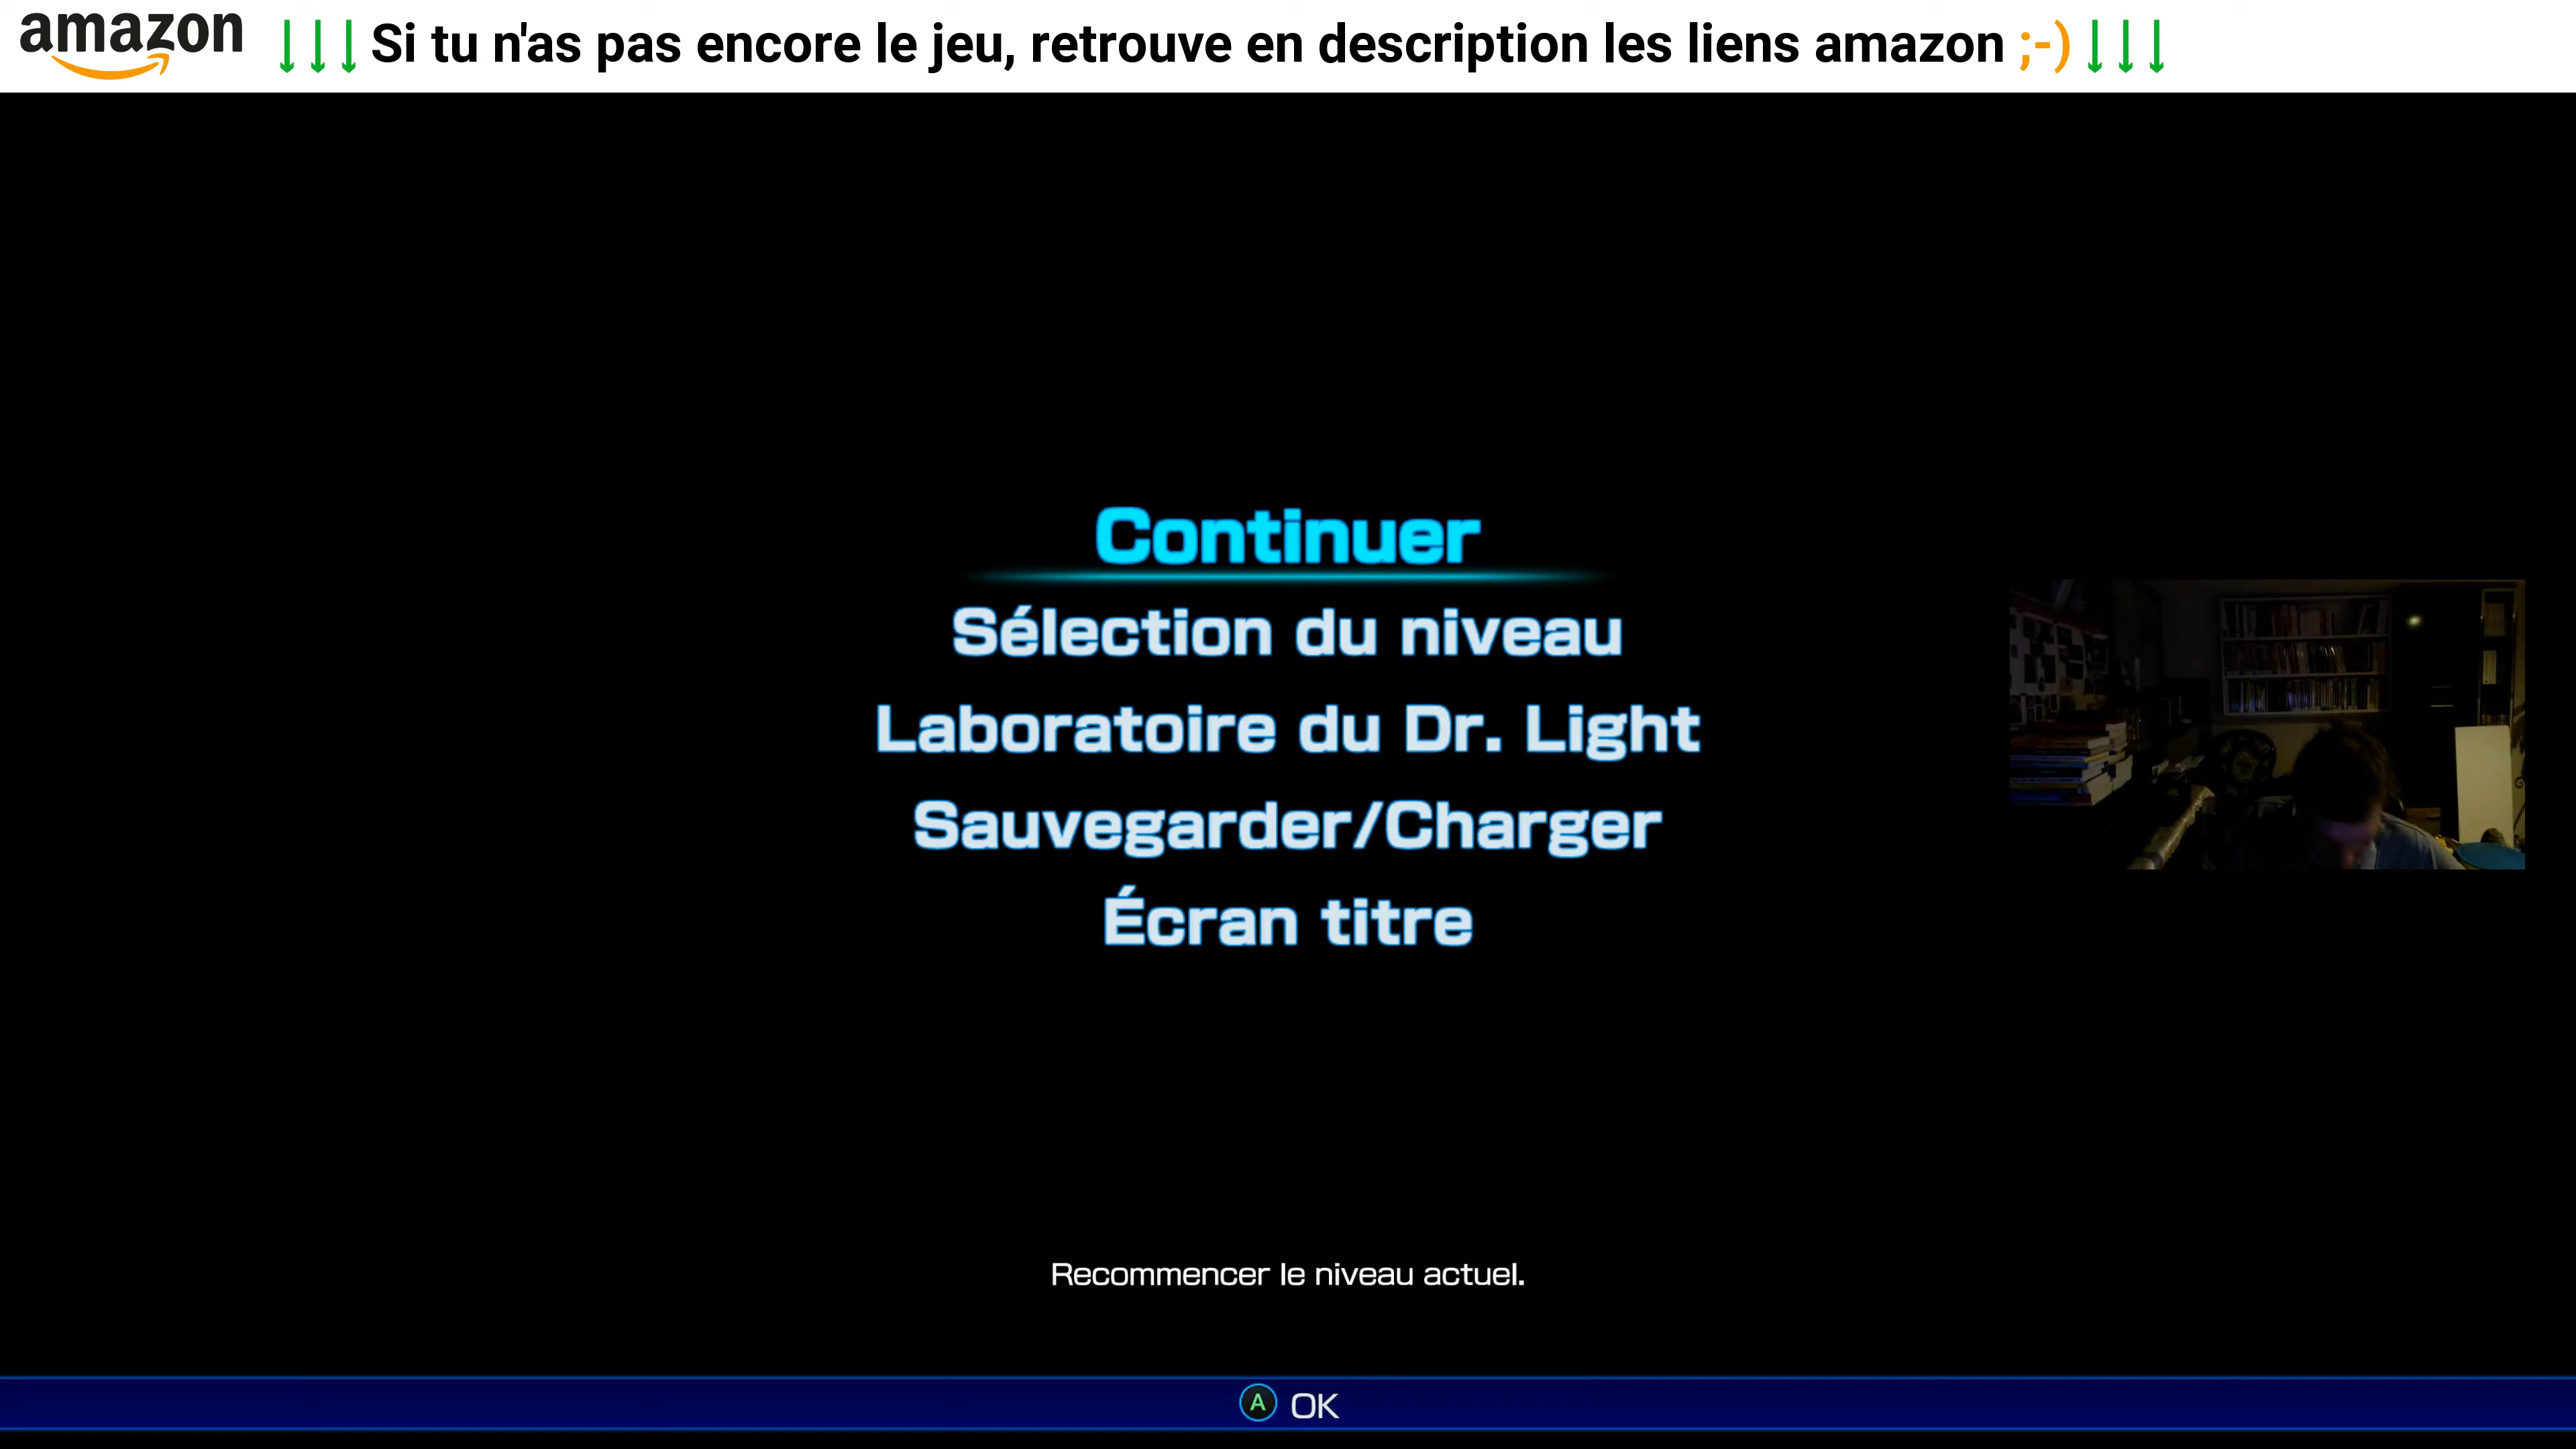 amazon ↓↓↓ Si tu n'as pas encore le jeu, retrouve en description les liens amazon ;-) ↓↓↓
Continuer
Sélection du niveau
Laboratoire du Dr. Light
Sauvegarder/Charger
Écran titre
Recommencer le niveau actuel.
A OK